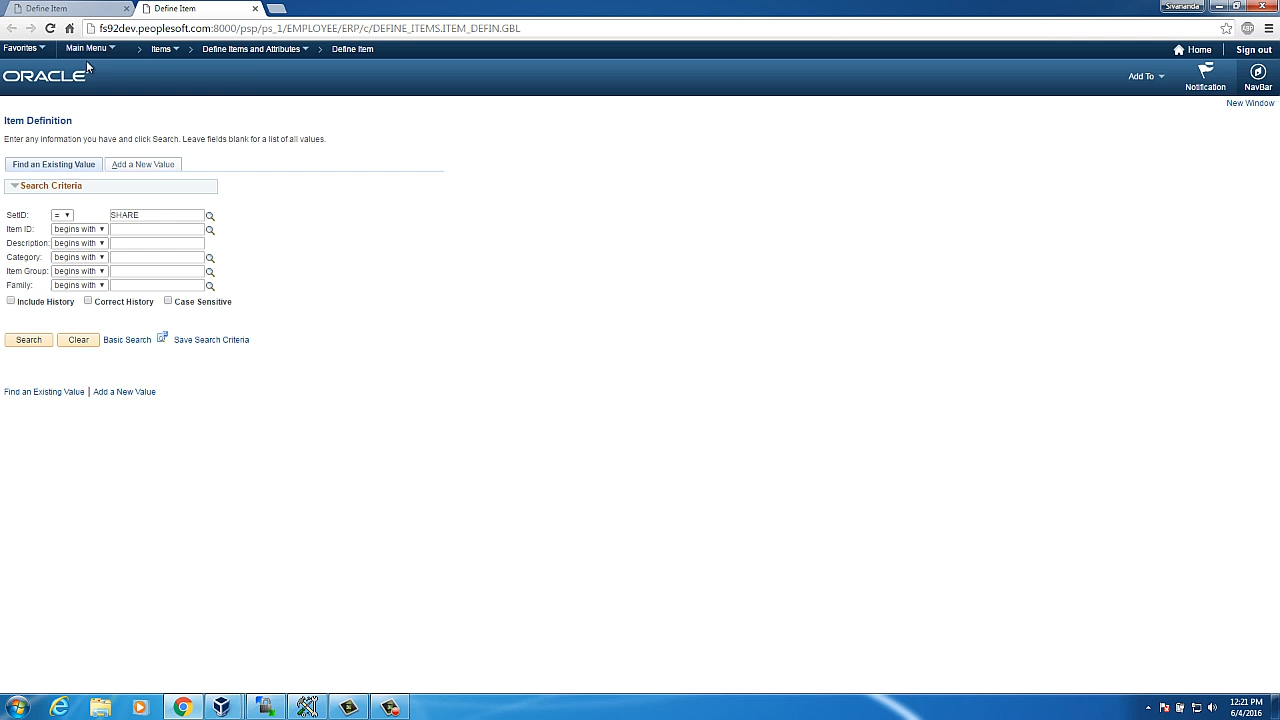 Define Item
Define Item
Sivananda
fs92dev.peoplesoft.com:8000/psp/ps_1/EMPLOYEE/ERP/c/DEFINE_ITEMS.ITEM_DEFIN.GBL
Favorites
Main Menu > Items > Define Items and Attributes > Define Item
Home
Sign out
ORACLE
Add To
Notification
NavBar
New Window
Item Definition
Enter any information you have and click Search. Leave fields blank for a list of all values.
Find an Existing Value
Add a New Value
Search Criteria
SetID: = SHARE
Item ID: begins with
Description: begins with
Category: begins with
Item Group: begins with
Family: begins with
Include History Correct History Case Sensitive
Search Clear Basic Search Save Search Criteria
Find an Existing Value | Add a New Value
12:21 PM
6/4/2016